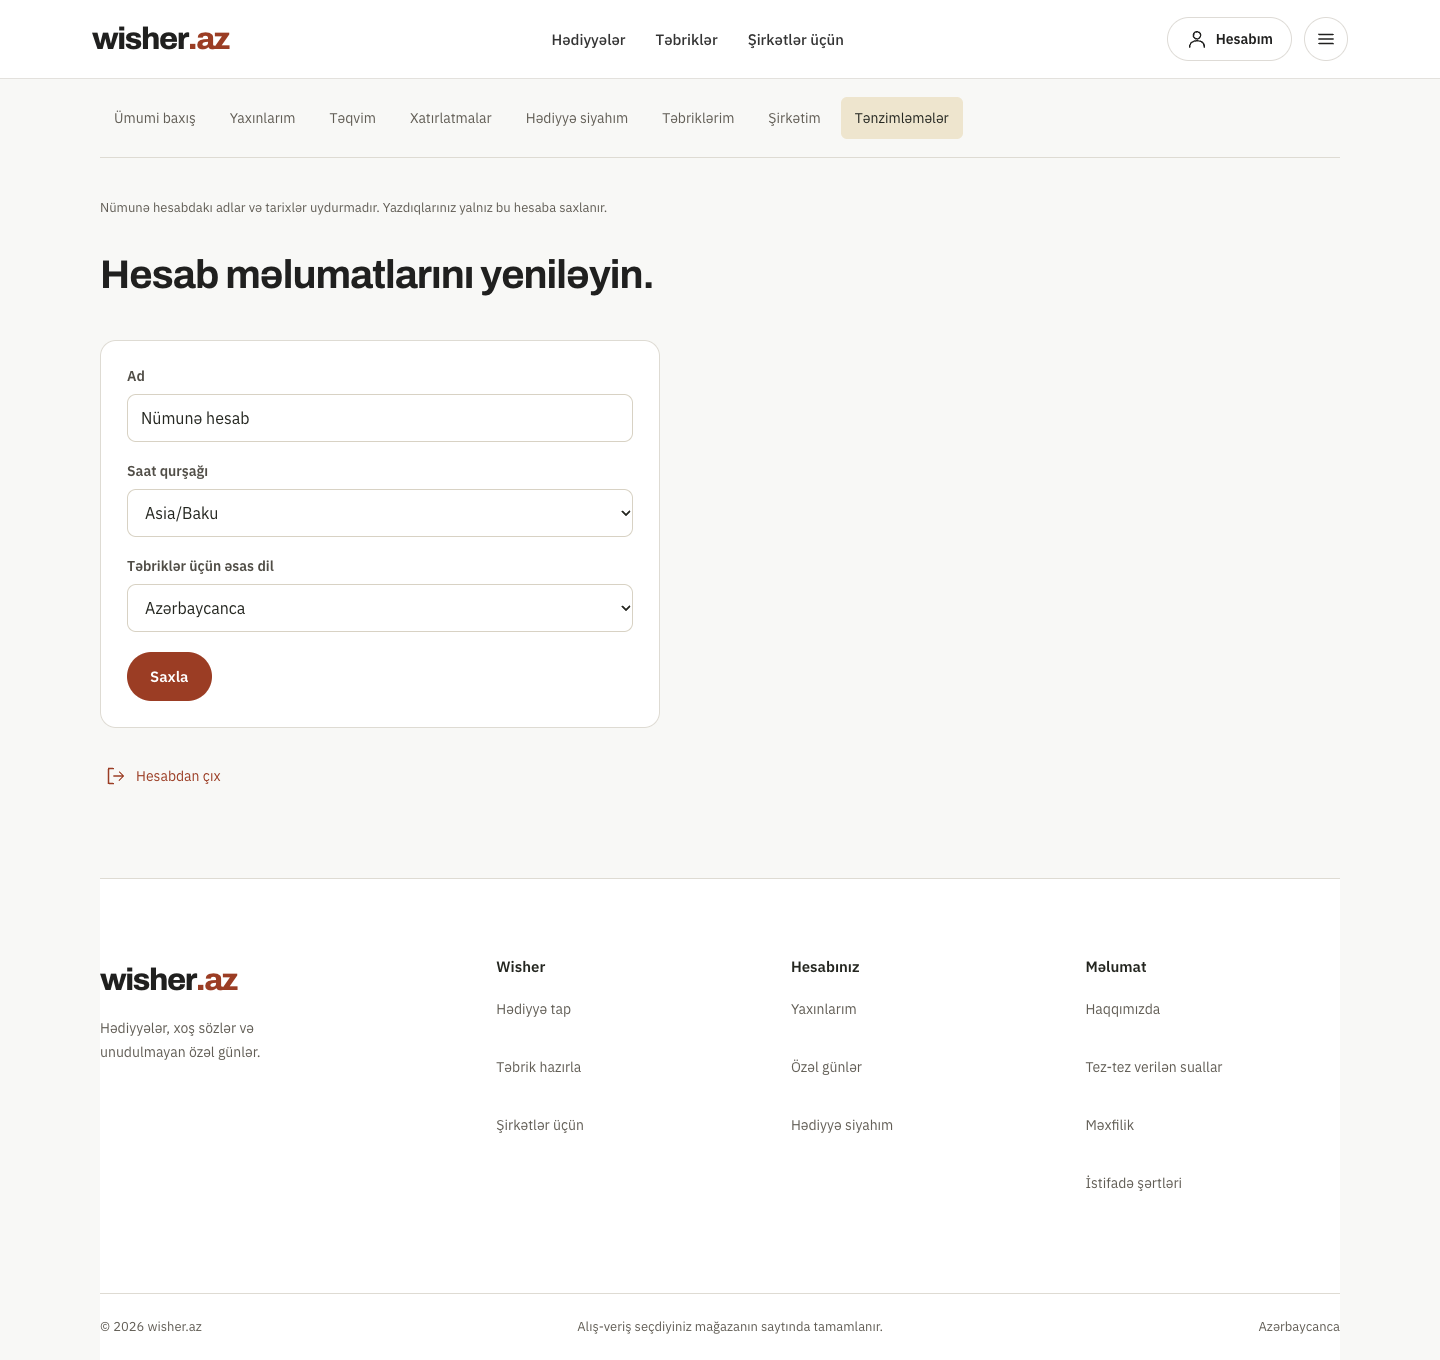 wisher.az
Hədiyyələr
Təbriklər
Şirkətlər üçün
Hesabım
Ümumi baxış
Yaxınlarım
Təqvim
Xatırlatmalar
Hədiyyə siyahım
Təbriklərim
Şirkətim
Tənzimləmələr
Nümunə hesabdakı adlar və tarixlər uydurmadır. Yazdıqlarınız yalnız bu hesaba saxlanır.
Hesab məlumatlarını yeniləyin.
Ad
Nümunə hesab
Saat qurşağı
Asia/Baku
Təbriklər üçün əsas dil
Azərbaycanca
Saxla
Hesabdan çıx
wisher.az
Hədiyyələr, xoş sözlər və
unudulmayan özəl günlər.
Wisher
Hədiyyə tap
Təbrik hazırla
Şirkətlər üçün
Hesabınız
Yaxınlarım
Özəl günlər
Hədiyyə siyahım
Məlumat
Haqqımızda
Tez-tez verilən suallar
Məxfilik
İstifadə şərtləri
© 2026 wisher.az
Alış-veriş seçdiyiniz mağazanın saytında tamamlanır.
Azərbaycanca